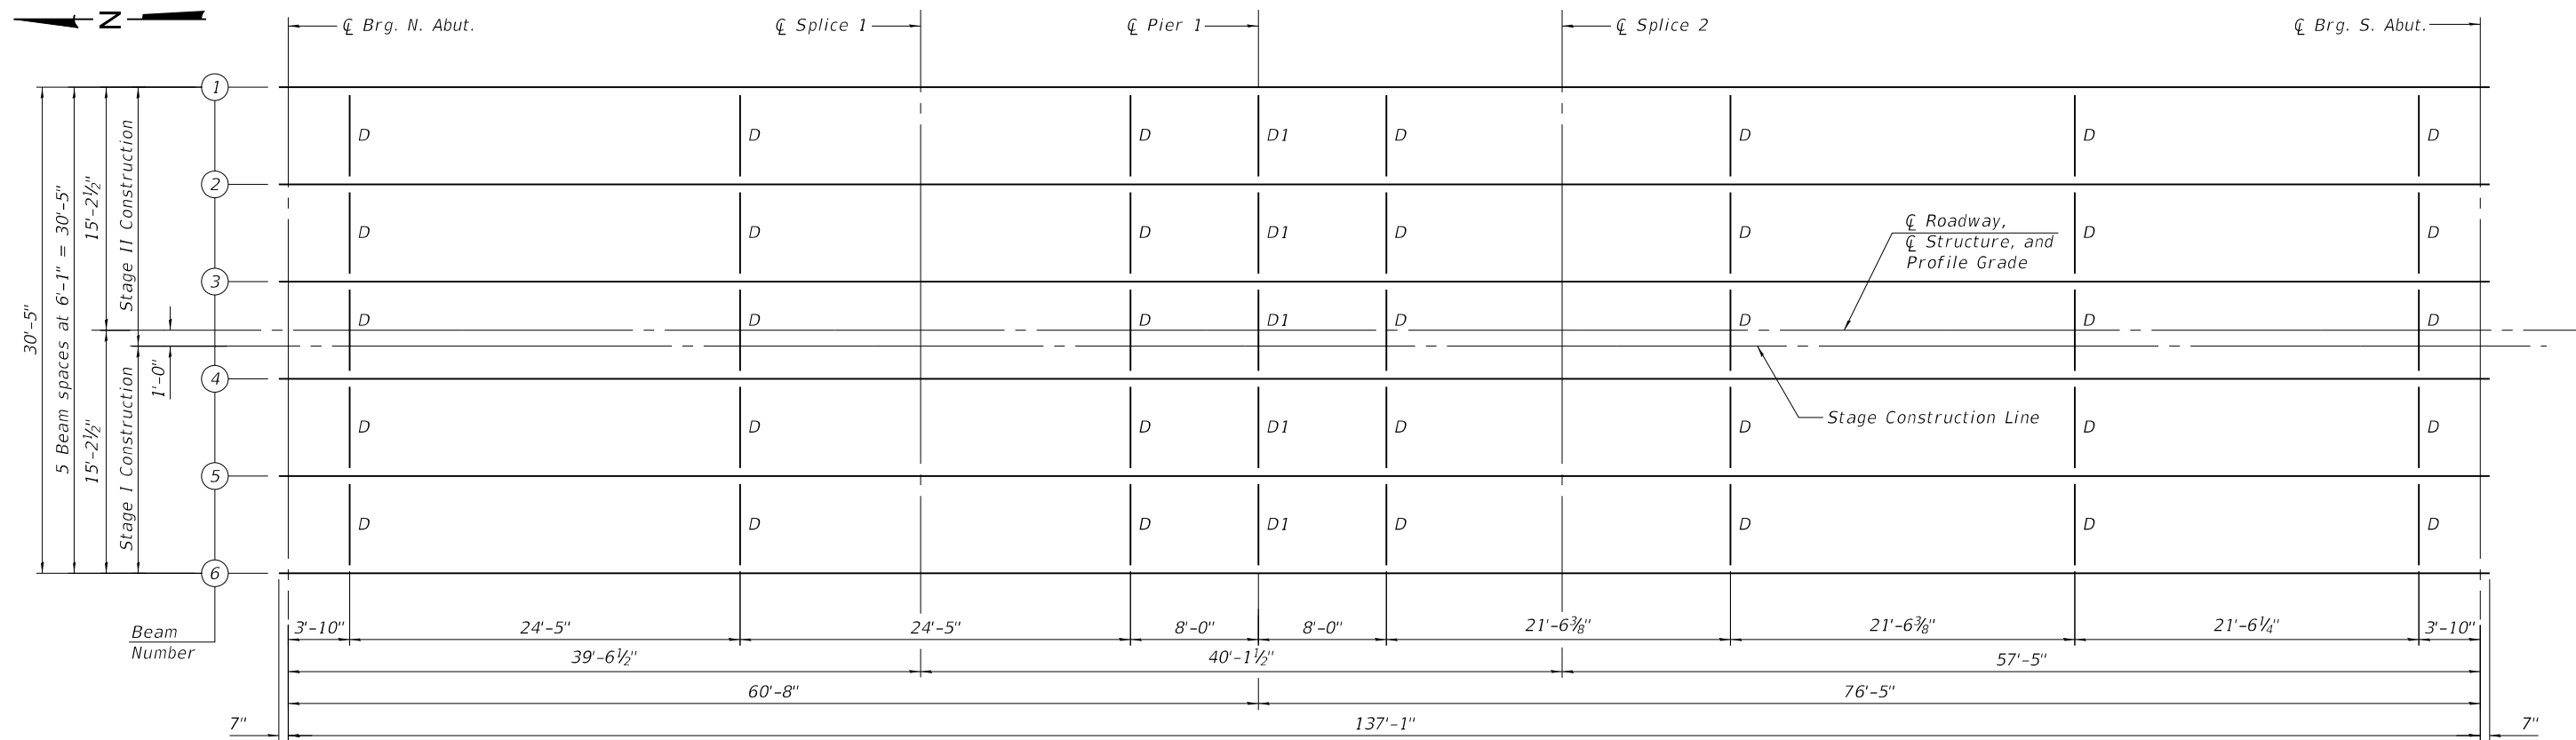 N
℄ Brg. N. Abut.
℄ Splice 1
℄ Pier 1
℄ Splice 2
℄ Brg. S. Abut.
1
2
3
4
5
6
Beam
Number
30'-5"
5 Beam spaces at 6'-1" = 30'-5"
15'-2½"
15'-2½"
Stage II Construction
Stage I Construction
1'-0"
D D D D1 D D D D
D D D D1 D D D D
D D D D1 D D D D
D D D D1 D D D D
D D D D1 D D D D
℄ Roadway,
℄ Structure, and
Profile Grade
Stage Construction Line
3'-10" 24'-5" 24'-5" 8'-0" 8'-0" 21'-6⅜" 21'-6⅜" 21'-6¼" 3'-10"
39'-6½" 40'-1½" 57'-5"
60'-8" 76'-5"
7" 137'-1" 7"